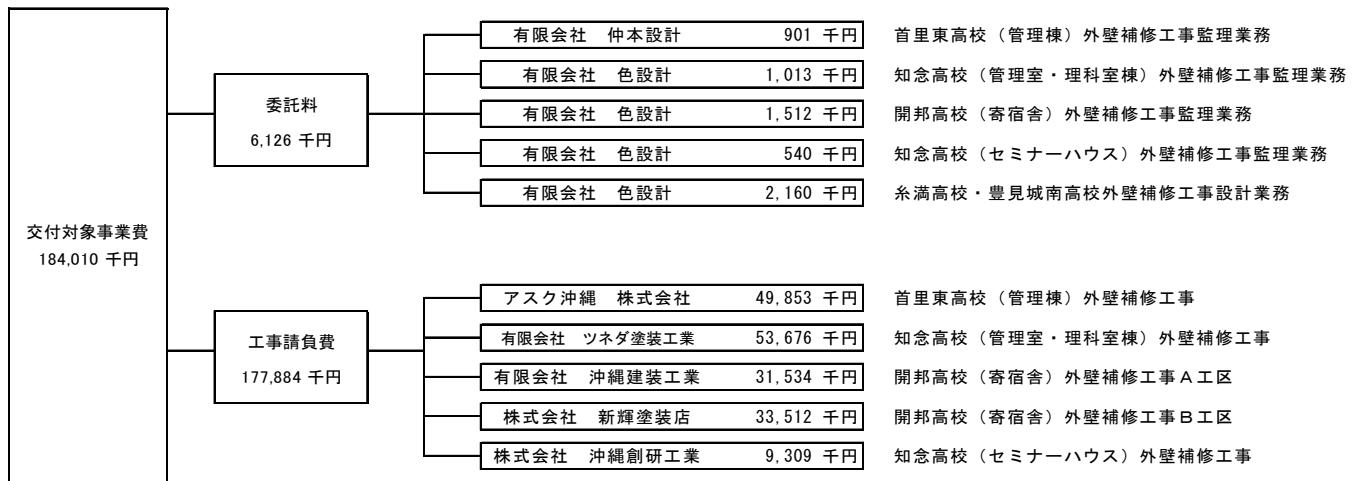 有限会社　仲本設計 901 千円 首里東高校（管理棟）外壁補修工事監理業務
有限会社　色設計 1,013 千円 知念高校（管理室・理科室棟）外壁補修工事監理業務
委託料
6,126 千円
有限会社　色設計 1,512 千円 開邦高校（寄宿舎）外壁補修工事監理業務
有限会社　色設計 540 千円 知念高校（セミナーハウス）外壁補修工事監理業務
有限会社　色設計 2,160 千円 糸満高校・豊見城南高校外壁補修工事設計業務
交付対象事業費
184,010 千円
アスク沖縄　株式会社 49,853 千円 首里東高校（管理棟）外壁補修工事
有限会社　ツネダ塗装工業 53,676 千円 知念高校（管理室・理科室棟）外壁補修工事
工事請負費
177,884 千円
有限会社　沖縄建装工業 31,534 千円 開邦高校（寄宿舎）外壁補修工事Ａ工区
株式会社　新輝塗装店 33,512 千円 開邦高校（寄宿舎）外壁補修工事Ｂ工区
株式会社　沖縄創研工業 9,309 千円 知念高校（セミナーハウス）外壁補修工事